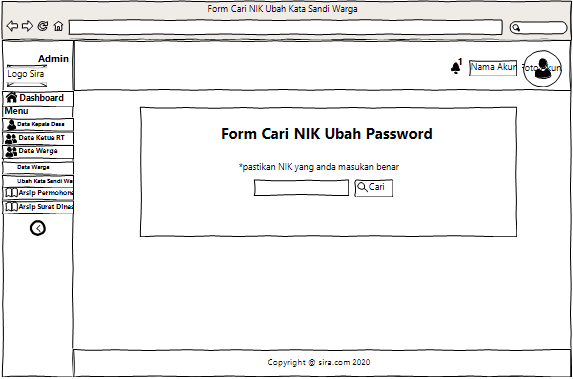 Form Cari NIK Ubah Kata Sandi Warga
Admin
Logo Sira
1
Nama Akun
Foto Akun
Dashboard
Menu
Data Kepala Desa
Data Ketua RT
Data Warga
Data Warga
Ubah Kata Sandi Wa
Arsip Permohona
Arsip Surat Dinas
Form Cari NIK Ubah Password
*pastikan NIK yang anda masukan benar
Cari
Copyright @ sira.com 2020